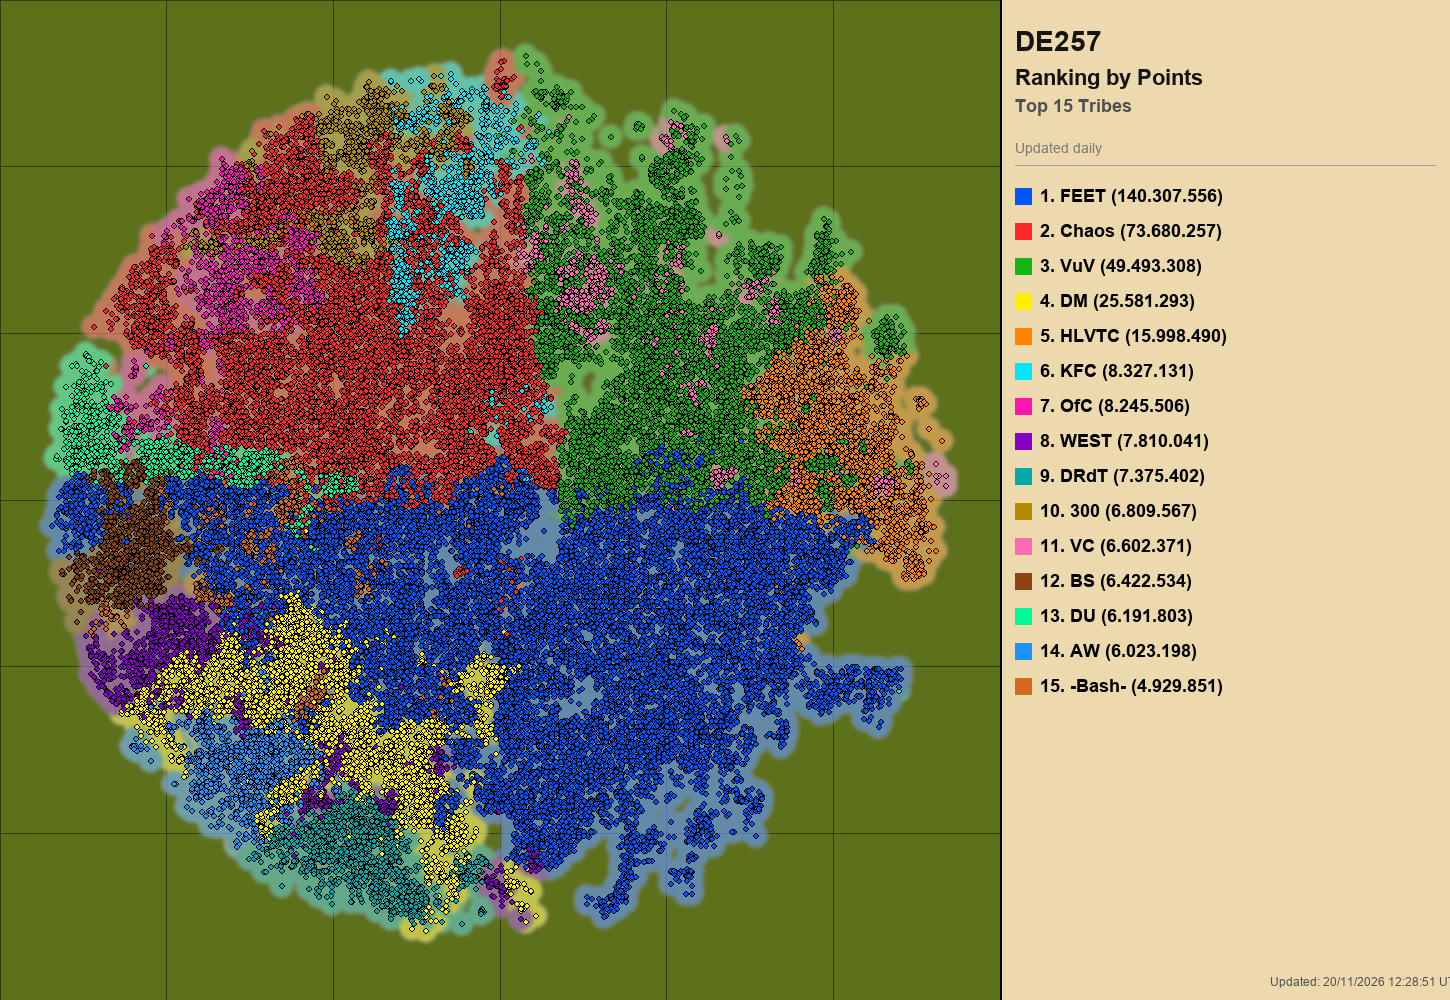 DE257
Ranking by Points
Top 15 Tribes
Updated daily
1. FEET (140.307.556)
2. Chaos (73.680.257)
3. VuV (49.493.308)
4. DM (25.581.293)
5. HLVTC (15.998.490)
6. KFC (8.327.131)
7. OfC (8.245.506)
8. WEST (7.810.041)
9. DRdT (7.375.402)
10. 300 (6.809.567)
11. VC (6.602.371)
12. BS (6.422.534)
13. DU (6.191.803)
14. AW (6.023.198)
15. -Bash- (4.929.851)
Updated: 20/11/2026 12:28:51